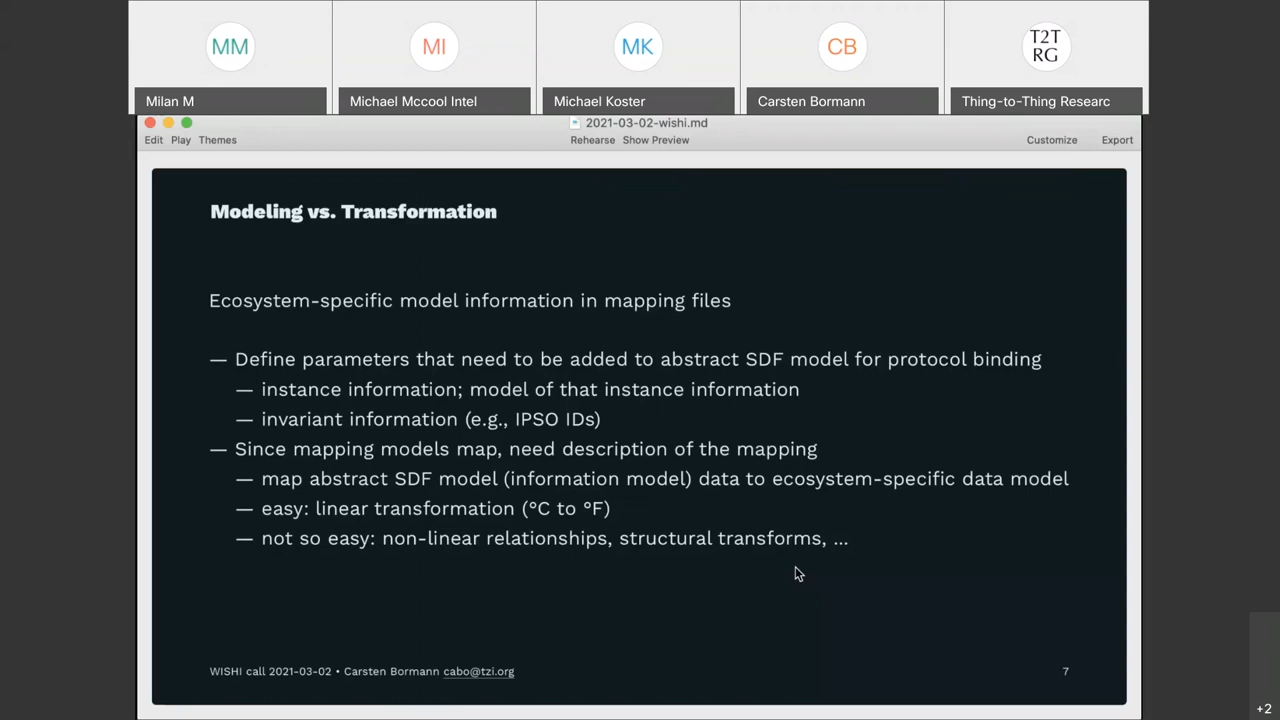 MM
MI
MK
CB
T2T
RG
Milan M
Michael Mccool Intel
Michael Koster
Carsten Bormann
Thing-to-Thing Researc
2021-03-02-wishi.md
Edit Play Themes
Rehearse Show Preview
Customize Export
Modeling vs. Transformation
Ecosystem-specific model information in mapping files
— Define parameters that need to be added to abstract SDF model for protocol binding
— instance information; model of that instance information
— invariant information (e.g., IPSO IDs)
— Since mapping models map, need description of the mapping
— map abstract SDF model (information model) data to ecosystem-specific data model
— easy: linear transformation (°C to °F)
— not so easy: non-linear relationships, structural transforms, …
WISHI call 2021-03-02 • Carsten Bormann cabo@tzi.org
7
+2